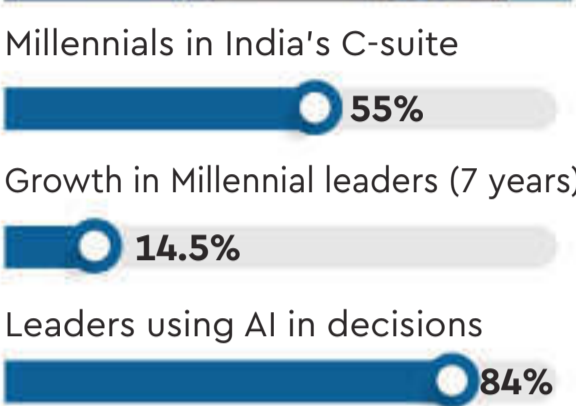 Millennials in India's C-suite
55%
Growth in Millennial leaders (7 years)
14.5%
Leaders using AI in decisions
84%